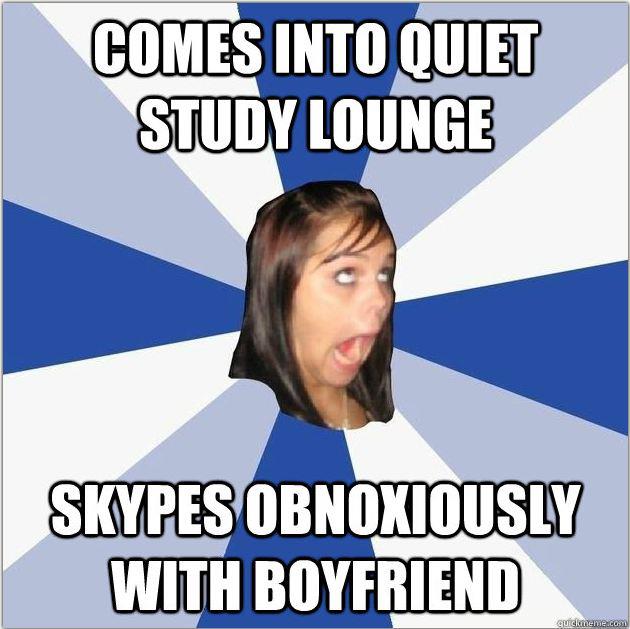 COMES INTO QUIET
STUDY LOUNGE
SKYPES OBNOXIOUSLY
WITH BOYFRIEND
quickmeme.com